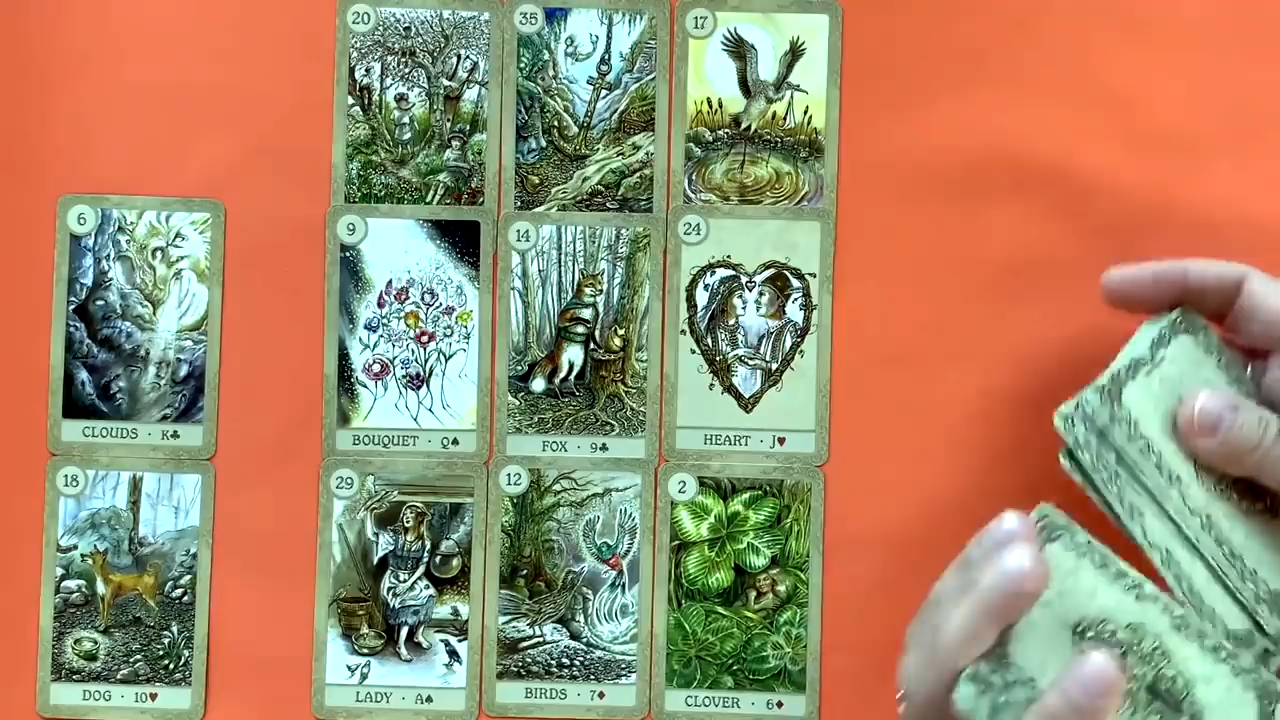 20
35
17
6
CLOUDS · K♣
9
BOUQUET · Q♠
14
FOX · 9♣
24
HEART · J♥
18
DOG · 10♥
29
LADY · A♠
12
BIRDS · 7♦
2
CLOVER · 6♦